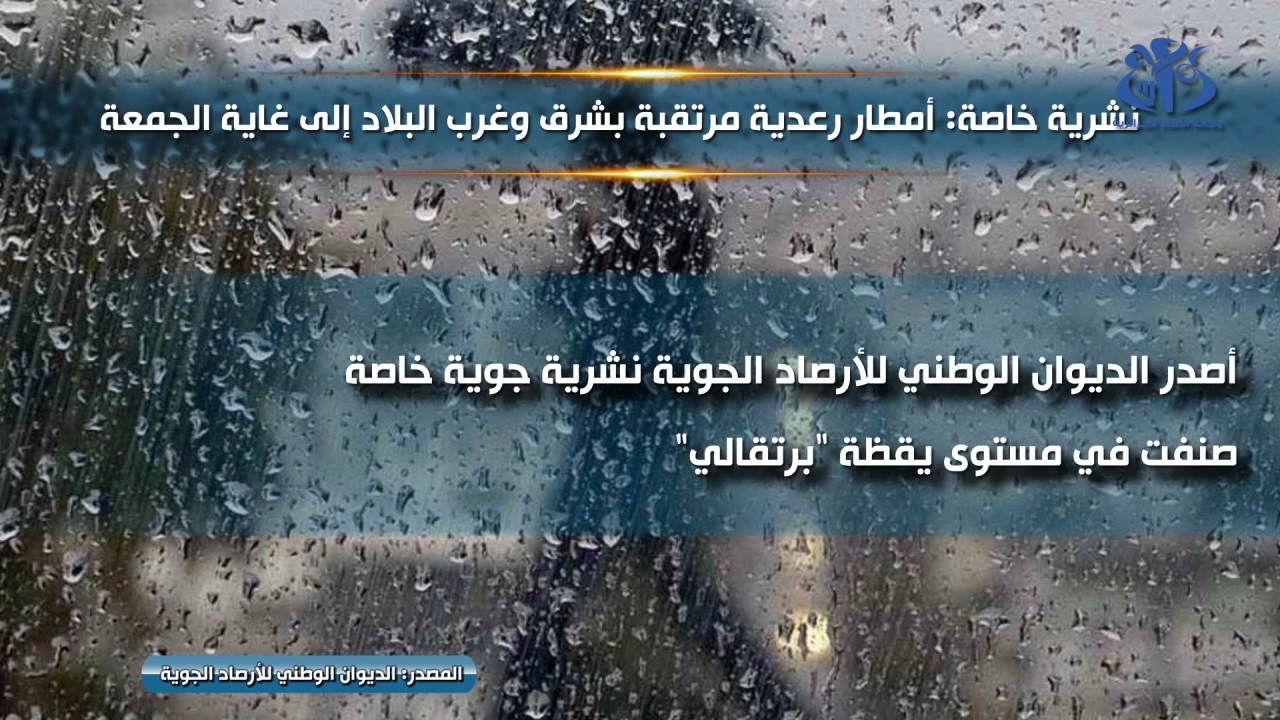 نشرية خاصة: أمطار رعدية مرتقبة بشرق وغرب البلاد إلى غاية الجمعة
أصدر الديوان الوطني للأرصاد الجوية نشرية جوية خاصة
صنفت في مستوى يقظة "برتقالي"
المصدر: الديوان الوطني للأرصاد الجوية